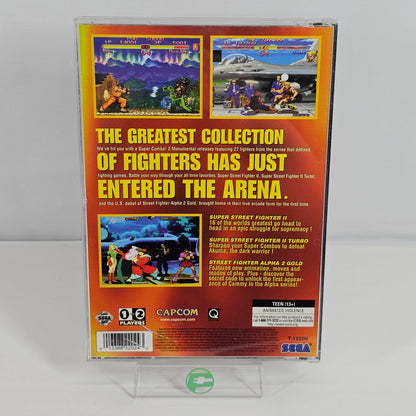 THE GREATEST COLLECTION
We've hit you with a Super Combo! 3 Monumental releases featuring 27 fighters from the series that defined
OF FIGHTERS HAS JUST
fighting games. Battle your way through your all time favorites: Super Street Fighter II, Super Street Fighter II Turbo,
ENTERED THE ARENA.
and the U.S. debut of Street Fighter Alpha 2 Gold, brought home in their true arcade form for the first time.
SUPER STREET FIGHTER II
16 of the worlds greatest go head to
head in an epic struggle for supremacy !
SUPER STREET FIGHTER II TURBO
Sharpen your Super Combos to defeat
Akuma, the dark warrior !
STREET FIGHTER ALPHA 2 GOLD
Features new animation, moves and
modes of play. Plus - discover the
secret code to unlock the first appear-
ance of Cammy in the Alpha series!
TEEN (13+)
ANIMATED VIOLENCE
SEGA
1-2
PLAYERS
CAPCOM
www.capcom.com
Q
T-1222H
SEGA